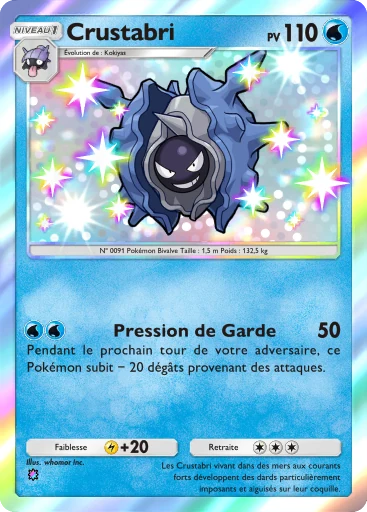 NIVEAU 1
Crustabri
PV 110
Évolution de : Kokiyas
N° 0091 Pokémon Bivalve Taille : 1,5 m Poids : 132,5 kg
Pression de Garde 50
Pendant le prochain tour de votre adversaire, ce
Pokémon subit − 20 dégâts provenant des attaques.
Faiblesse +20
Retraite
Illus. whomor inc.
Les Crustabri vivant dans des mers aux courants
forts développent des dards particulièrement
imposants et aiguisés sur leur coquille.